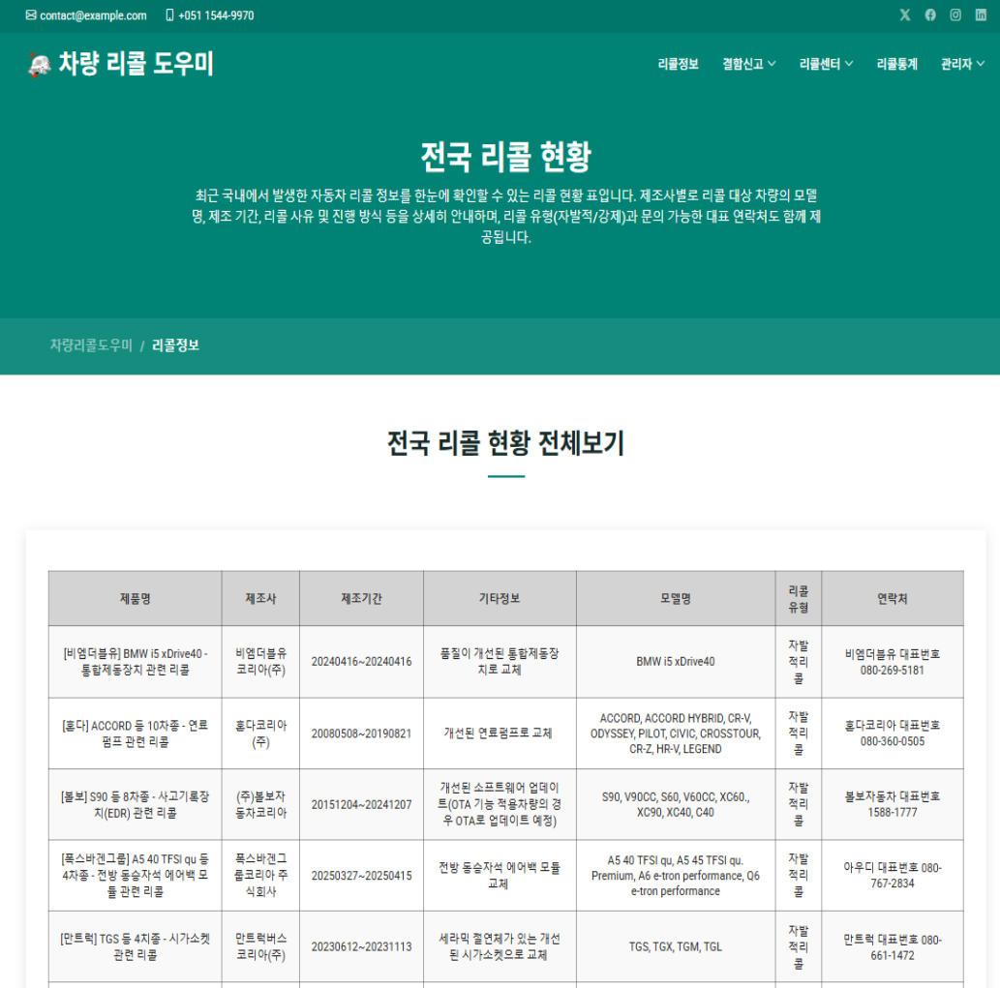 contact@example.com +051 1544-9970
차량 리콜 도우미
리콜정보 결함신고 리콜센터 리콜통계 관리자
전국 리콜 현황
최근 국내에서 발생한 자동차 리콜 정보를 한눈에 확인할 수 있는 리콜 현황 표입니다. 제조사별로 리콜 대상 차량의 모델
명, 제조 기간, 리콜 사유 및 진행 방식 등을 상세히 안내하며, 리콜 유형(자발적/강제)과 문의 가능한 대표 연락처도 함께 제
공됩니다.
차량리콜도우미 / 리콜정보
전국 리콜 현황 전체보기
제품명
제조사
제조기간
기타정보
모델명
리콜
유형
연락처
[비엠더블유] BMW i5 xDrive40 -
통합제동장치 관련 리콜
비엠더블유
코리아(주)
20240416~20240416
품질이 개선된 통합제동장
치로 교체
BMW i5 xDrive40
자발
적리
콜
비엠더블유 대표번호
080-269-5181
[혼다] ACCORD 등 10차종 - 연료
펌프 관련 리콜
혼다코리아
(주)
20080508~20190821
개선된 연료펌프로 교체
ACCORD, ACCORD HYBRID, CR-V,
ODYSSEY, PILOT, CIVIC, CROSSTOUR,
CR-Z, HR-V, LEGEND
자발
적리
콜
혼다코리아 대표번호
080-360-0505
[볼보] S90 등 8차종 - 사고기록장
치(EDR) 관련 리콜
(주)볼보자
동차코리아
20151204~20241207
개선된 소프트웨어 업데이
트(OTA 기능 적용차량의 경
우 OTA로 업데이트 예정)
S90, V90CC, S60, V60CC, XC60.,
XC90, XC40, C40
자발
적리
콜
볼보자동차 대표번호
1588-1777
[폭스바겐그룹] A5 40 TFSI qu 등
4차종 - 전방 동승자석 에어백 모
듈 관련 리콜
폭스바겐그
룹코리아 주
식회사
20250327~20250415
전방 동승자석 에어백 모듈
교체
A5 40 TFSI qu, A5 45 TFSI qu.
Premium, A6 e-tron performance, Q6
e-tron performance
자발
적리
콜
아우디 대표번호 080-
767-2834
[만트럭] TGS 등 4치종 - 시가소켓
관련 리콜
만트럭버스
코리아(주)
20230612~20231113
세라믹 절연체가 있는 개선
된 시가소켓으로 교체
TGS, TGX, TGM, TGL
자발
적리
콜
만트럭 대표번호 080-
661-1472